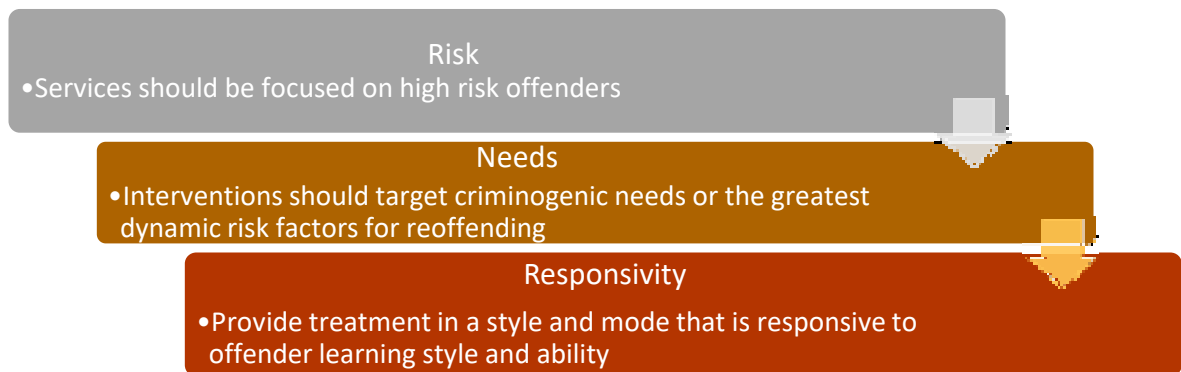 Risk
•Services should be focused on high risk offenders
Needs
•Interventions should target criminogenic needs or the greatest
dynamic risk factors for reoffending
Responsivity
•Provide treatment in a style and mode that is responsive to
offender learning style and ability